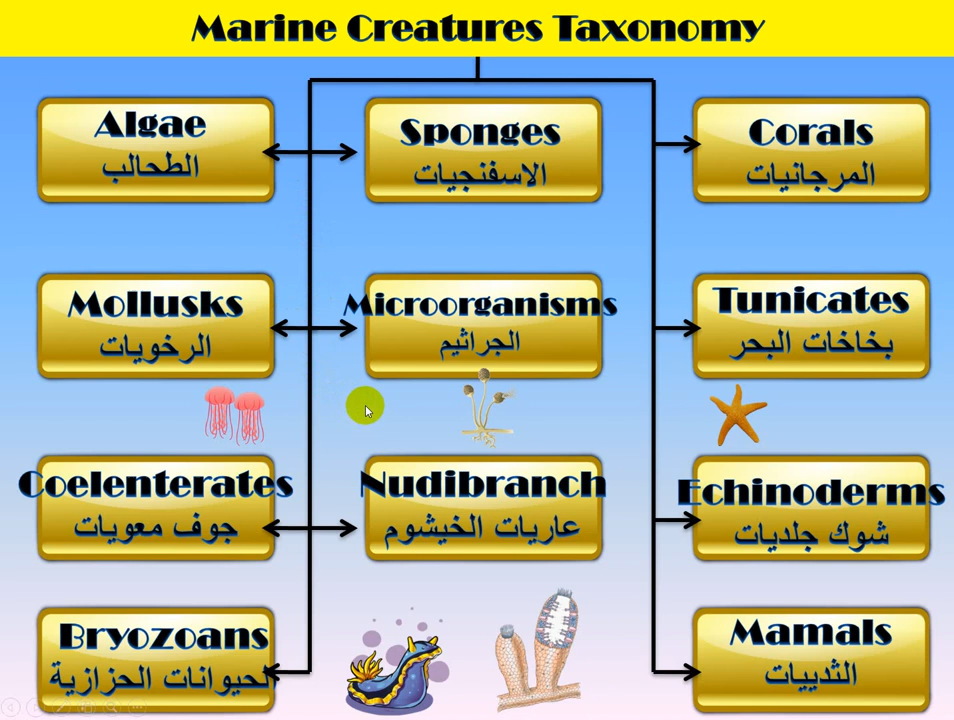 Marine Creatures Taxonomy
Algae
الطحالب
Sponges
الاسفنجيات
Corals
المرجانيات
Mollusks
الرخويات
Microorganisms
الجراثيم
Tunicates
بخاخات البحر
Coelenterates
جوف معويات
Nudibranch
عاريات الخيشوم
Echinoderms
شوك جلديات
Bryozoans
الحيوانات الحزازية
Mamals
الثدييات